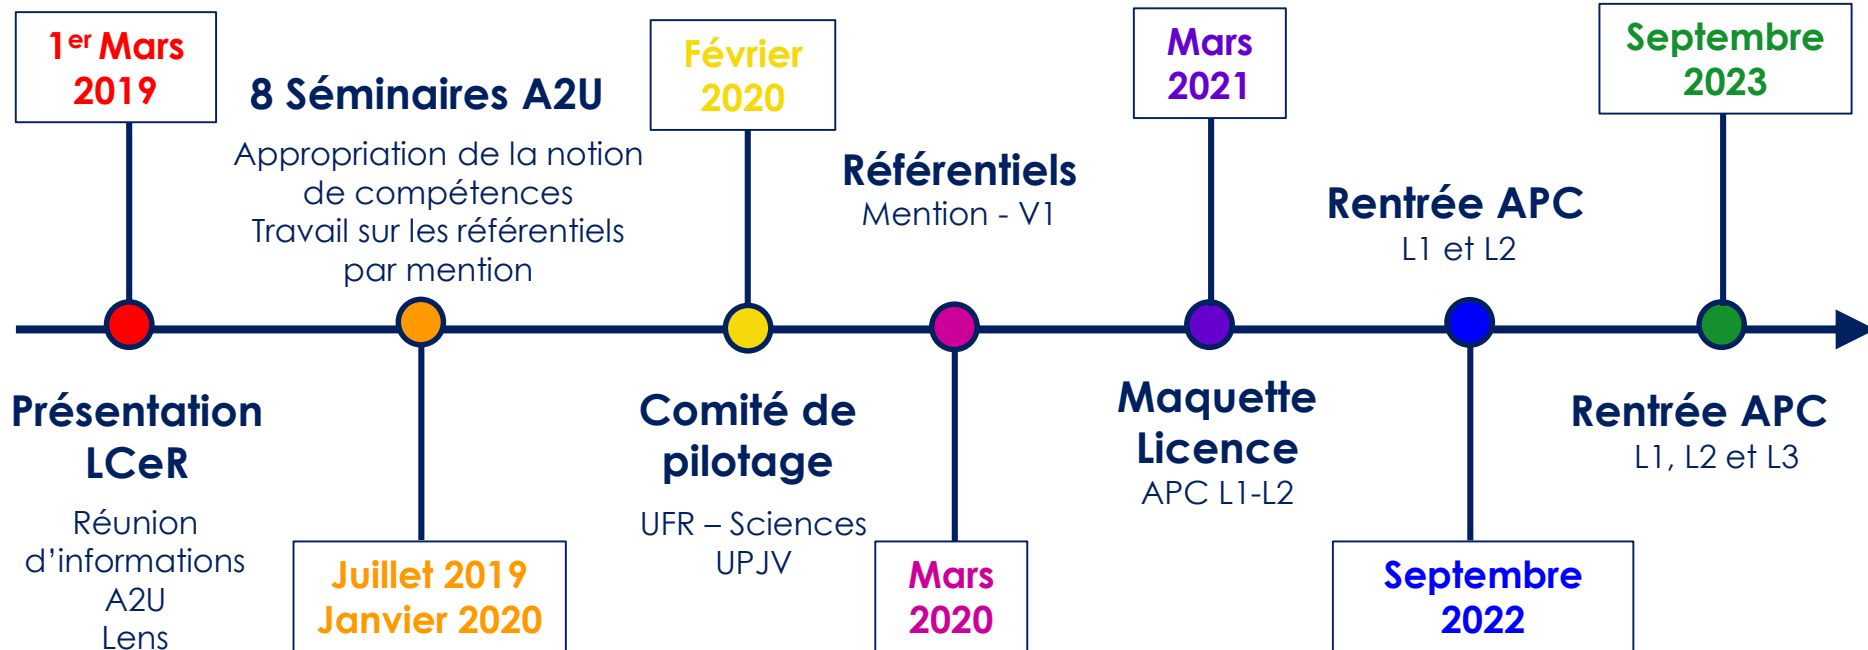 1er Mars
2019
Présentation
LCeR
Réunion
d’informations
A2U
Lens
8 Séminaires A2U
Appropriation de la notion
de compétences
Travail sur les référentiels
par mention
Juillet 2019
Janvier 2020
Février
2020
Comité de
pilotage
UFR – Sciences
UPJV
Référentiels
Mention - V1
Mars
2020
Mars
2021
Maquette
Licence
APC L1-L2
Rentrée APC
L1 et L2
Septembre
2022
Septembre
2023
Rentrée APC
L1, L2 et L3